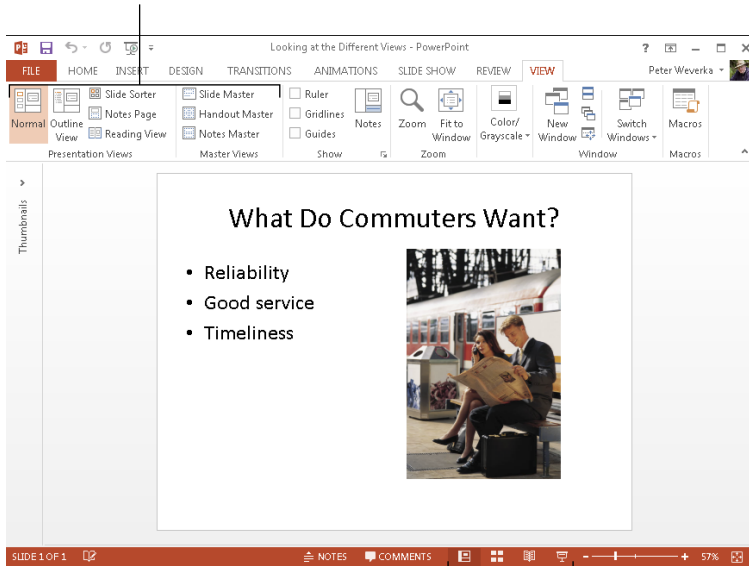 Looking at the Different Views - PowerPoint
?
FILE HOME INSERT DESIGN TRANSITIONS ANIMATIONS SLIDE SHOW REVIEW VIEW Peter Weverka
Normal
Outline View
Slide Sorter
Notes Page
Reading View
Presentation Views
Slide Master
Handout Master
Notes Master
Master Views
Ruler
Gridlines
Guides
Notes
Show
Zoom
Fit to Window
Zoom
Color/
Grayscale
New Window
Switch Windows
Window
Macros
Macros
Thumbnails
What Do Commuters Want?
• Reliability
• Good service
• Timeliness
SLIDE 1 OF 1 NOTES COMMENTS - + 57%